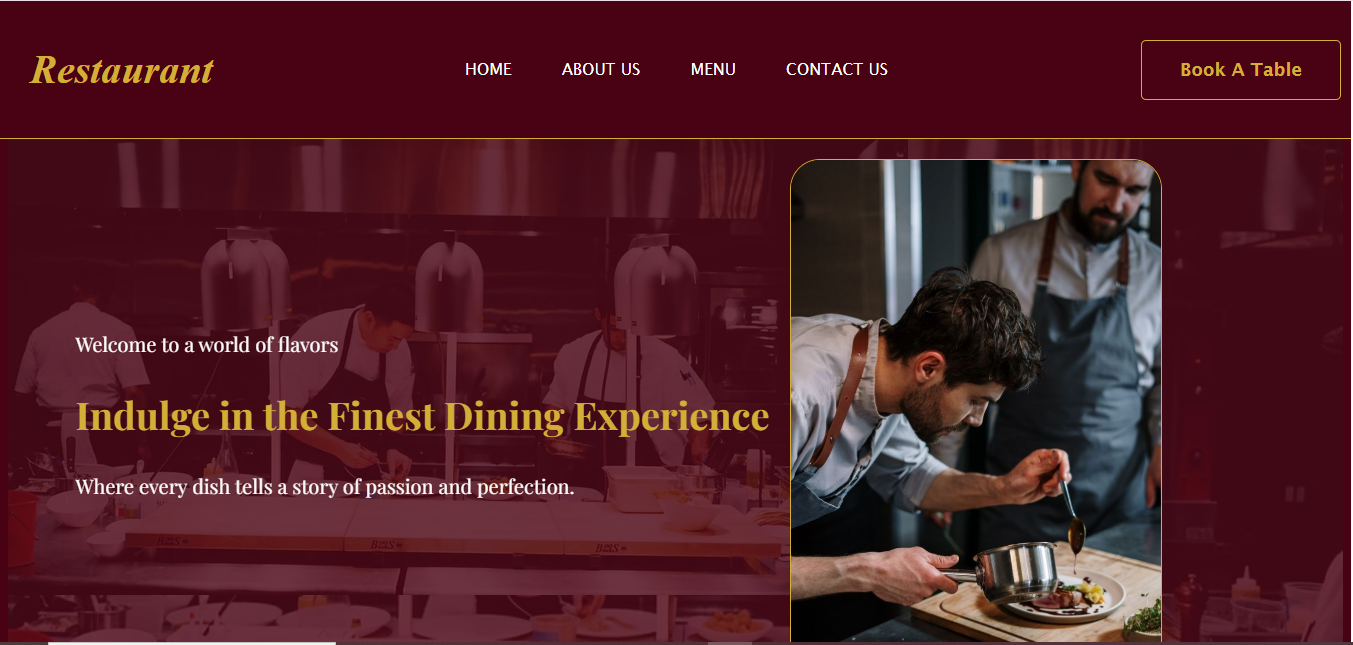 Restaurant
HOME
ABOUT US
MENU
CONTACT US
Book A Table
Welcome to a world of flavors
Indulge in the Finest Dining Experience
Where every dish tells a story of passion and perfection.